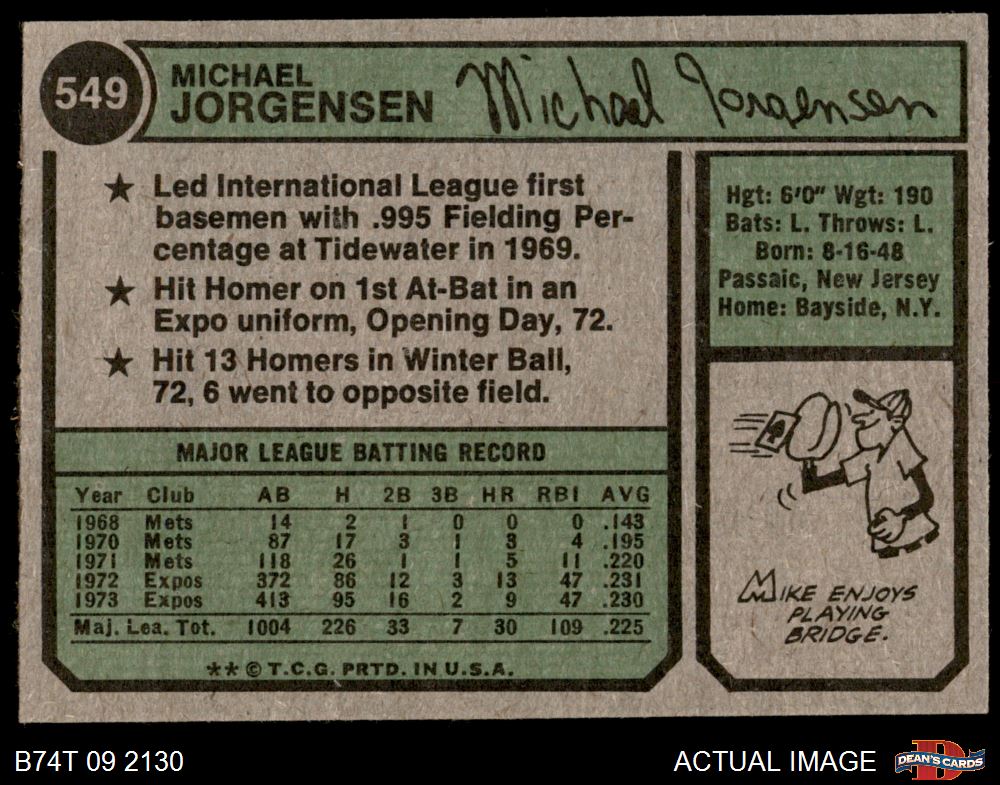 549
MICHAEL
JORGENSEN
Michael Jorgensen
★ Led International League first
basemen with .995 Fielding Per-
centage at Tidewater in 1969.
★ Hit Homer on 1st At-Bat in an
Expo uniform, Opening Day, 72.
★ Hit 13 Homers in Winter Ball,
72, 6 went to opposite field.
Hgt: 6'0" Wgt: 190
Bats: L. Throws: L.
Born: 8-16-48
Passaic, New Jersey
Home: Bayside, N.Y.
MAJOR LEAGUE BATTING RECORD
Year Club AB H 2B 3B HR RBI AVG
1968 Mets 14 2 1 0 0 0 .143
1970 Mets 87 17 3 1 3 4 .195
1971 Mets 118 26 1 1 5 11 .220
1972 Expos 372 86 12 3 13 47 .231
1973 Expos 413 95 16 2 9 47 .230
Maj. Lea. Tot. 1004 226 33 7 30 109 .225
** © T.C.G. PRTD. IN U.S.A.
MIKE ENJOYS
PLAYING
BRIDGE.
B74T 09 2130
ACTUAL IMAGE
DEAN'S CARDS